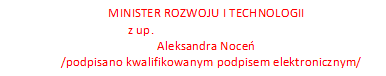 MINISTER ROZWOJU I TECHNOLOGII
z up.
Aleksandra Noceń
/podpisano kwalifikowanym podpisem elektronicznym/